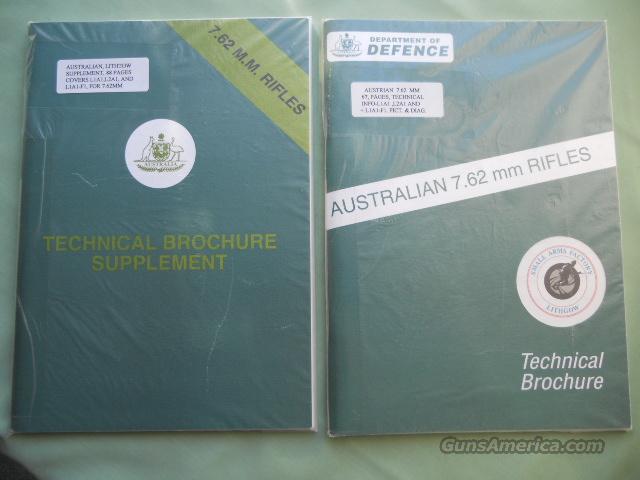 7.62 M.M. RIFLES
AUSTRALIAN, LITHGOW
SUPPLEMENT, 88 PAGES
COVERS L1A1,L2A1, AND
L1A1-F1, FOR 7.62MM
AUSTRALIA
TECHNICAL BROCHURE
SUPPLEMENT
DEPARTMENT OF
DEFENCE
AUSTRIAN 7.62 MM
67, PAGES, TECHNICAL
INFO-L1A1 ,L2A1 AND
- L1A1-F1. PICT. & DIAG.
AUSTRALIAN 7.62 mm RIFLES
SMALL ARMS FACTORY
LITHGOW
Technical
Brochure
GunsAmerica.com